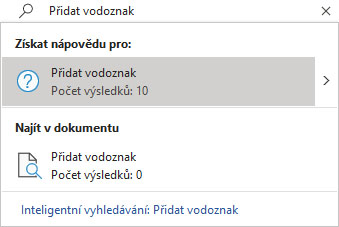 Přidat vodoznak
Získat nápovědu pro:
Přidat vodoznak
Počet výsledků: 10
Najít v dokumentu
Přidat vodoznak
Počet výsledků: 0
Inteligentní vyhledávání: Přidat vodoznak